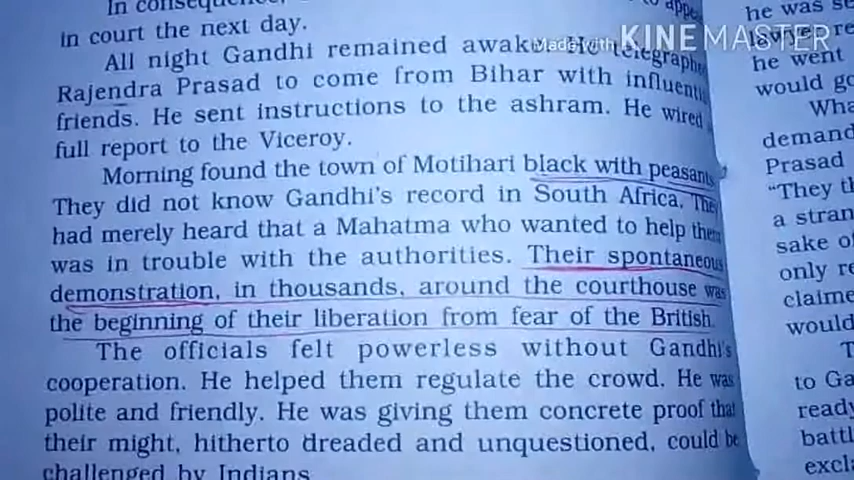 In consequence,
in court the next day.
All night Gandhi remained awake. He telegraphed
Rajendra Prasad to come from Bihar with influential
friends. He sent instructions to the ashram. He wired
full report to the Viceroy.
Morning found the town of Motihari black with peasants
They did not know Gandhi's record in South Africa. They
had merely heard that a Mahatma who wanted to help them
was in trouble with the authorities. Their spontaneous
demonstration, in thousands, around the courthouse was
the beginning of their liberation from fear of the British.
The officials felt powerless without Gandhi's
cooperation. He helped them regulate the crowd. He was
polite and friendly. He was giving them concrete proof that
their might, hitherto dreaded and unquestioned, could be
challenged by Indians
Made with KINEMASTER
he was
he went
would
demand
Prasad
"They
a
sake
only
would
to
ready